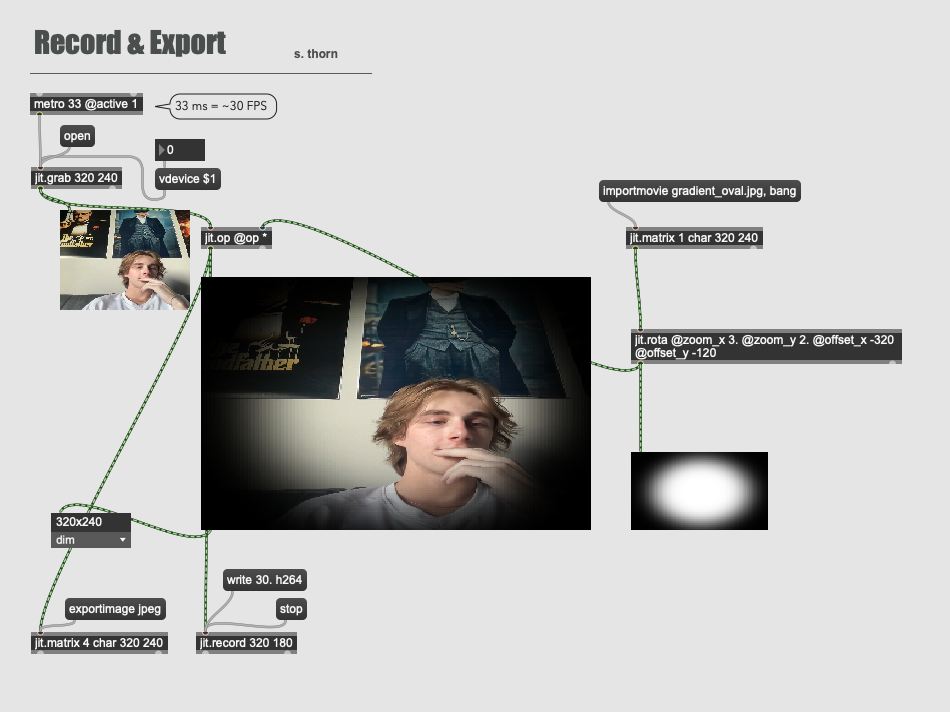 Record & Export
s. thorn
metro 33 @active 1
33 ms = ~30 FPS
open
0
vdevice $1
jit.grab 320 240
importmovie gradient_oval.jpg, bang
jit.op @op *
jit.matrix 1 char 320 240
jit.rota @zoom_x 3. @zoom_y 2. @offset_x -320
@offset_y -120
320x240
dim
write 30. h264
exportimage jpeg
stop
jit.matrix 4 char 320 240
jit.record 320 180